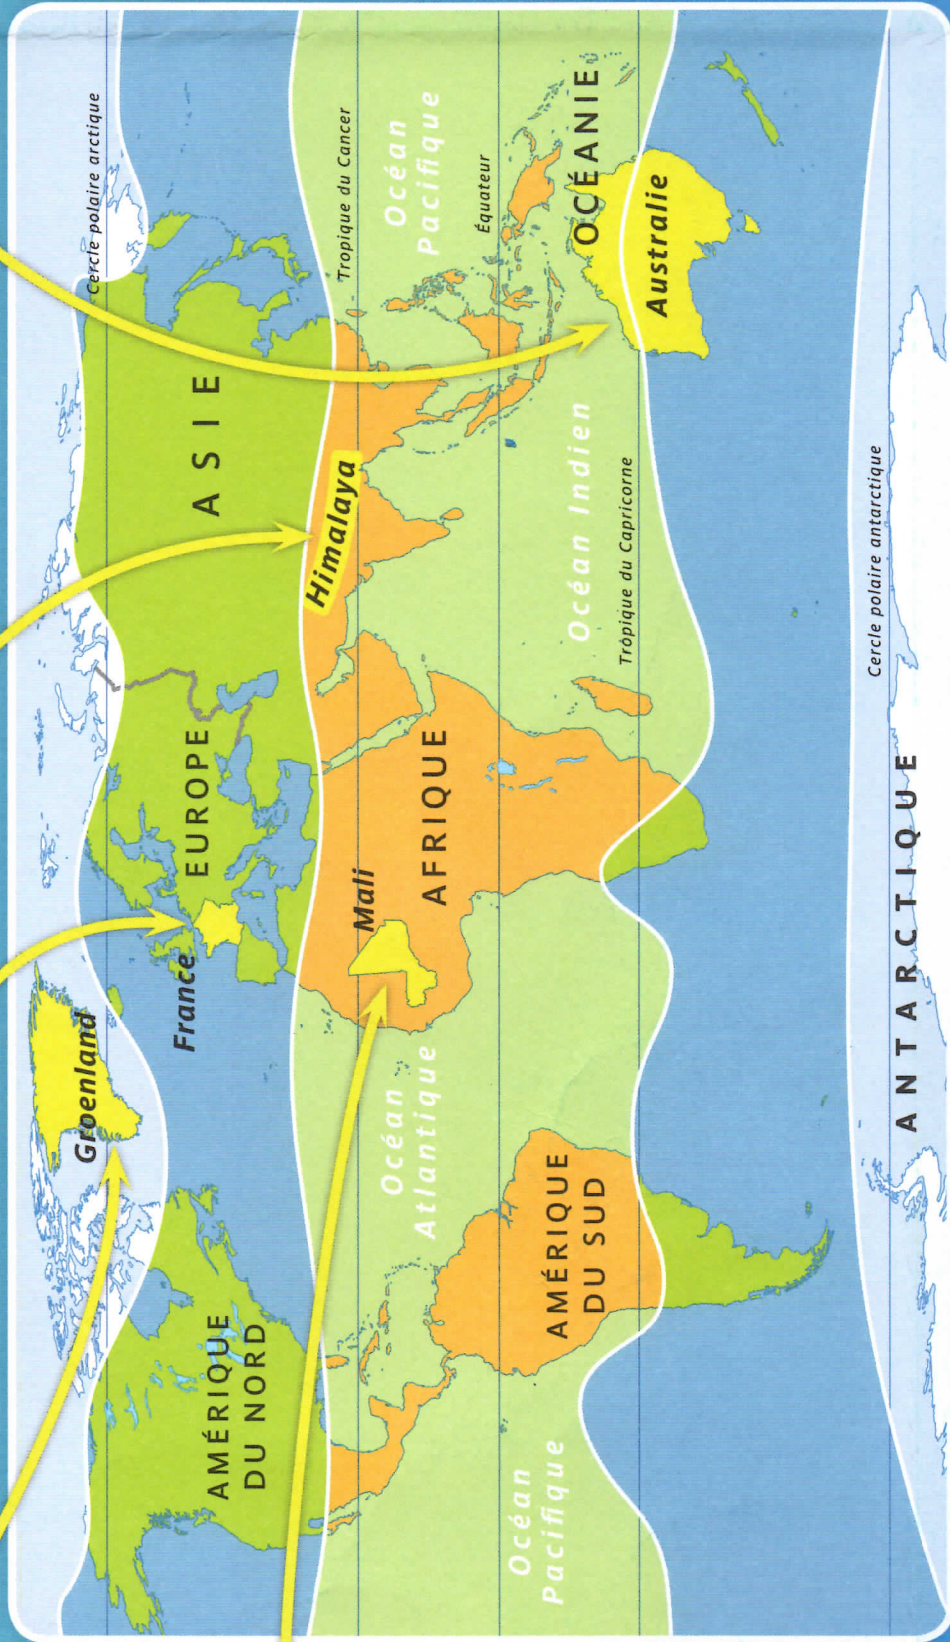 Cercle polaire arctique
Groenland
France
EUROPE
ASIE
AMÉRIQUE
DU NORD
Himalaya
Tropique du Cancer
Océan
Pacifique
Océan
Atlantique
Mali
AFRIQUE
Équateur
Océan
Pacifique
AMÉRIQUE
DU SUD
Océan Indien
OCÉANIE
Tropique du Capricorne
Australie
Cercle polaire antarctique
ANTARCTIQUE